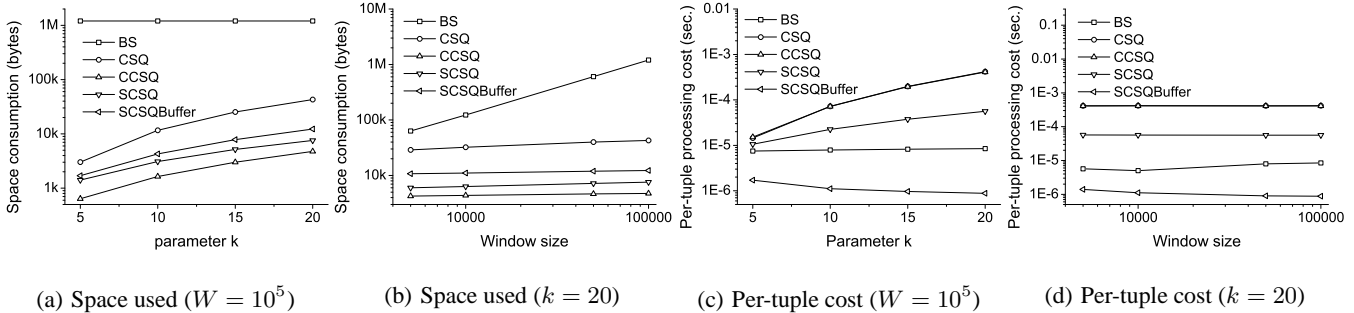 Space consumption (bytes)
1M
100k
10k
1k
BS
CSQ
CCSQ
SCSQ
SCSQBuffer
5
10
15
20
parameter k
(a) Space used (W = 10^5)
Space consumption (bytes)
10M
1M
100k
10k
BS
CSQ
CCSQ
SCSQ
SCSQBuffer
10000
100000
Window size
(b) Space used (k = 20)
Per-tuple processing cost (sec.)
0.01
1E-3
1E-4
1E-5
1E-6
BS
CSQ
CCSQ
SCSQ
SCSQBuffer
5
10
15
20
Parameter k
(c) Per-tuple cost (W = 10^5)
Per-tuple processing cost (sec.)
0.1
0.01
1E-3
1E-4
1E-5
1E-6
BS
CSQ
CCSQ
SCSQ
SCSQBuffer
10000
100000
Window size
(d) Per-tuple cost (k = 20)